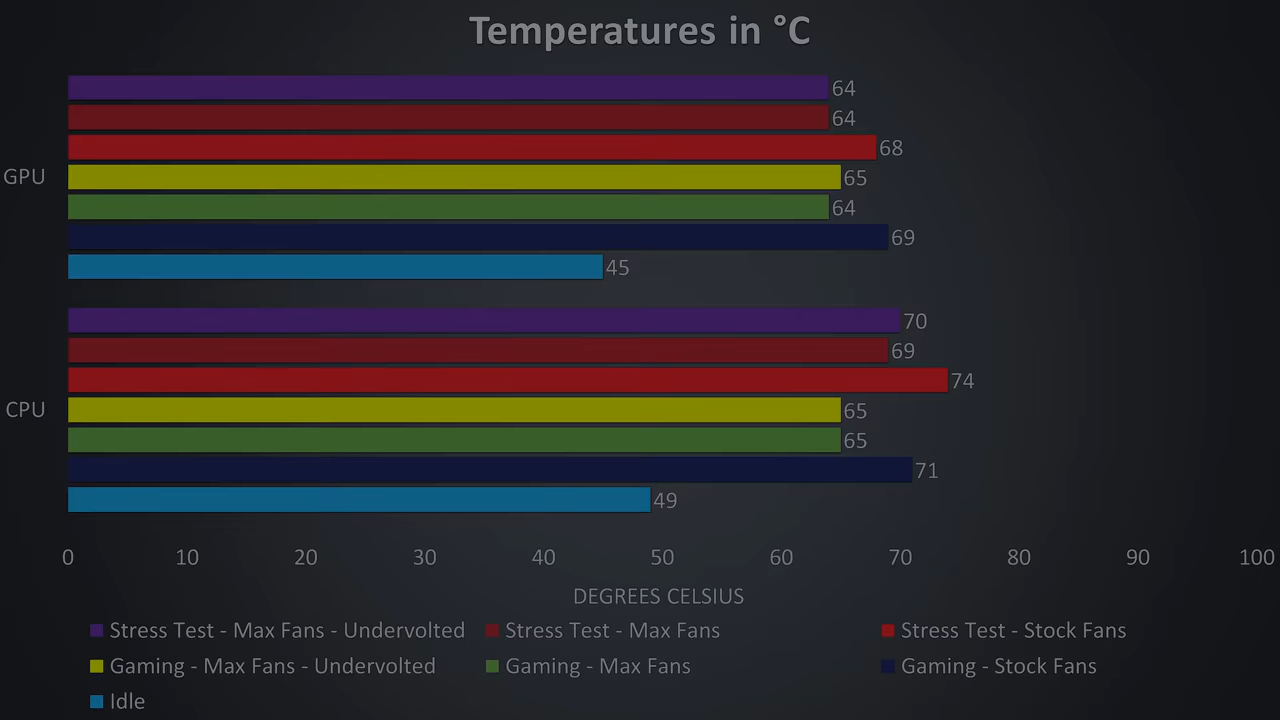 Temperatures in °C
64
64
68
GPU
65
64
69
45
70
69
74
CPU
65
65
71
49
0 10 20 30 40 50 60 70 80 90 100
DEGREES CELSIUS
Stress Test - Max Fans - Undervolted Stress Test - Max Fans Stress Test - Stock Fans
Gaming - Max Fans - Undervolted Gaming - Max Fans Gaming - Stock Fans
Idle